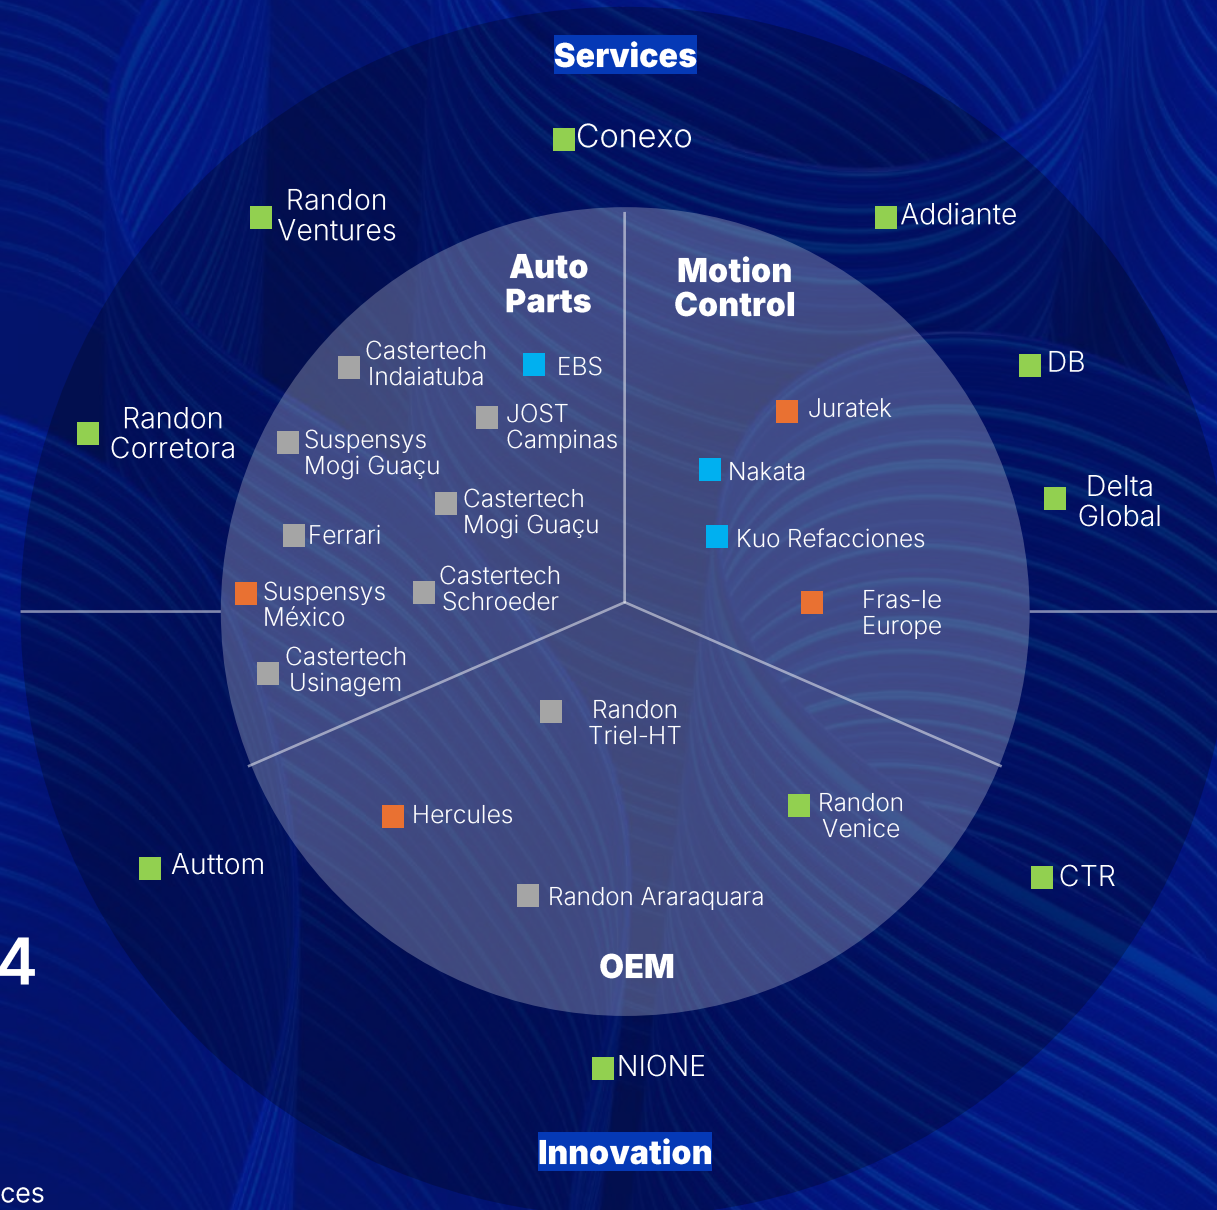 Services
Conexo
Randon
Ventures
Addiante
Auto
Parts
Motion
Control
Castertech
Indaiatuba
EBS
DB
Juratek
JOST
Campinas
Randon
Corretora
Suspensys
Mogi Guaçu
Nakata
Delta
Global
Castertech
Mogi Guaçu
Ferrari
Kuo Refacciones
Castertech
Schroeder
Suspensys
México
Fras-le
Europe
Castertech
Usinagem
Randon
Triel-HT
Hercules
Randon
Venice
Auttom
CTR
Randon Araraquara
4
OEM
NIONE
Innovation
ces